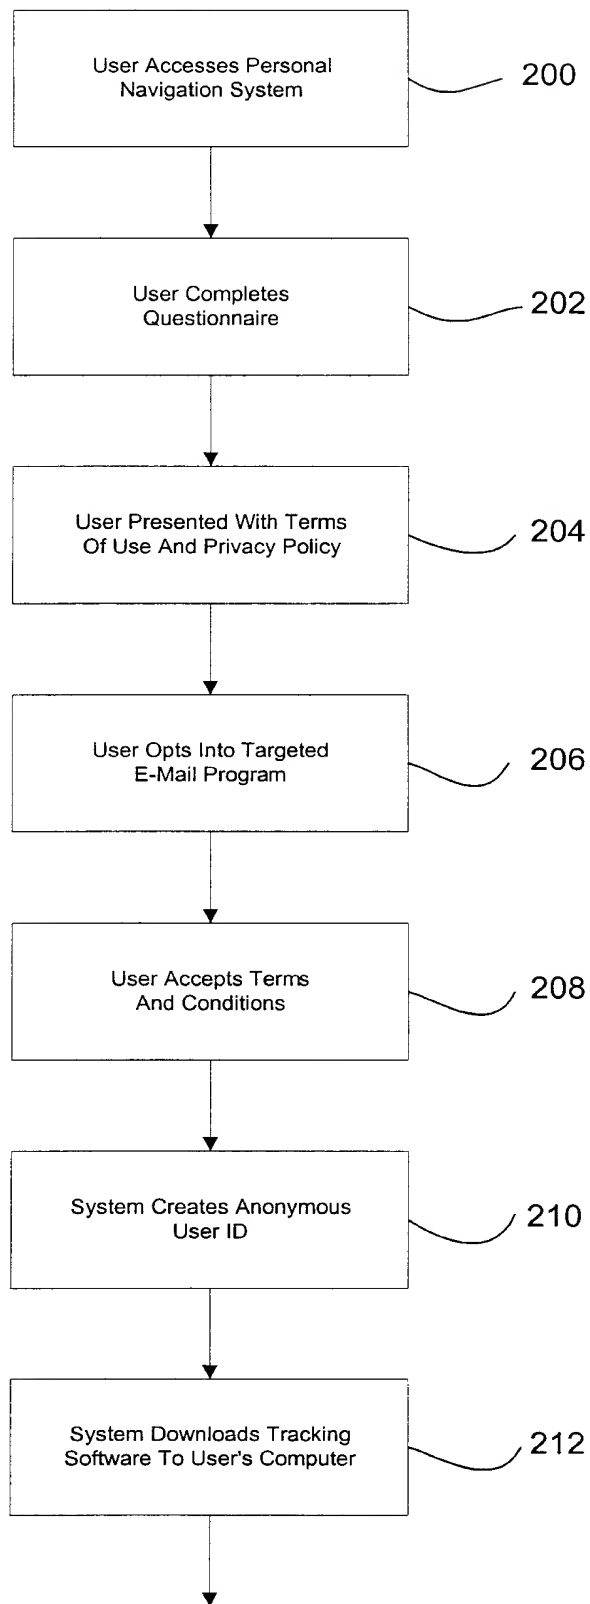 User Accesses Personal
Navigation System
200
User Completes
Questionnaire
202
User Presented With Terms
Of Use And Privacy Policy
204
User Opts Into Targeted
E-Mail Program
206
User Accepts Terms
And Conditions
208
System Creates Anonymous
User ID
210
System Downloads Tracking
Software To User's Computer
212